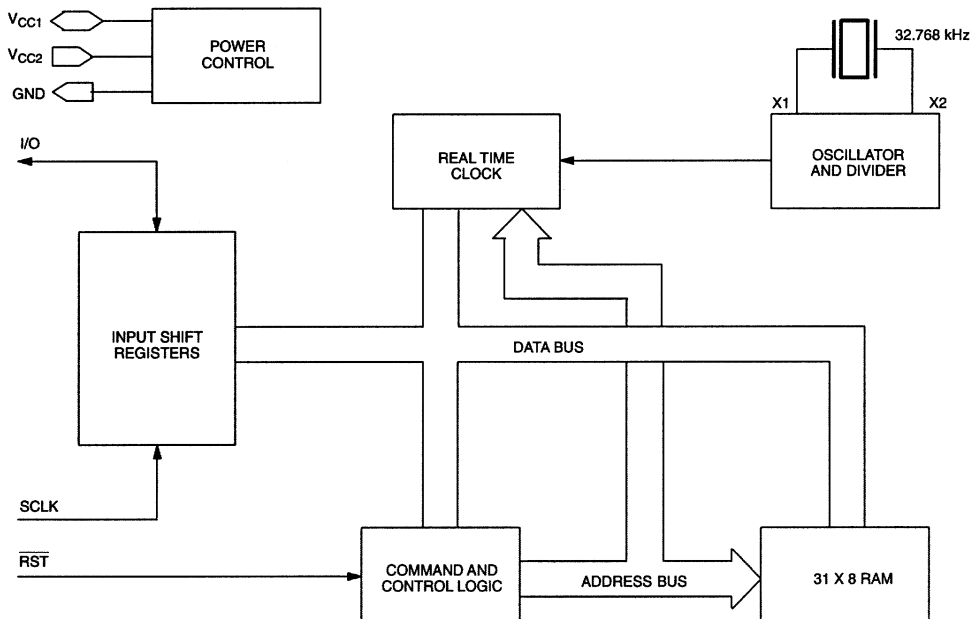 VCC1
VCC2
GND
POWER
CONTROL
32.768 kHz
X1
X2
I/O
REAL TIME
CLOCK
OSCILLATOR
AND DIVIDER
INPUT SHIFT
REGISTERS
DATA BUS
SCLK
RST
COMMAND AND
CONTROL LOGIC
ADDRESS BUS
31 X 8 RAM